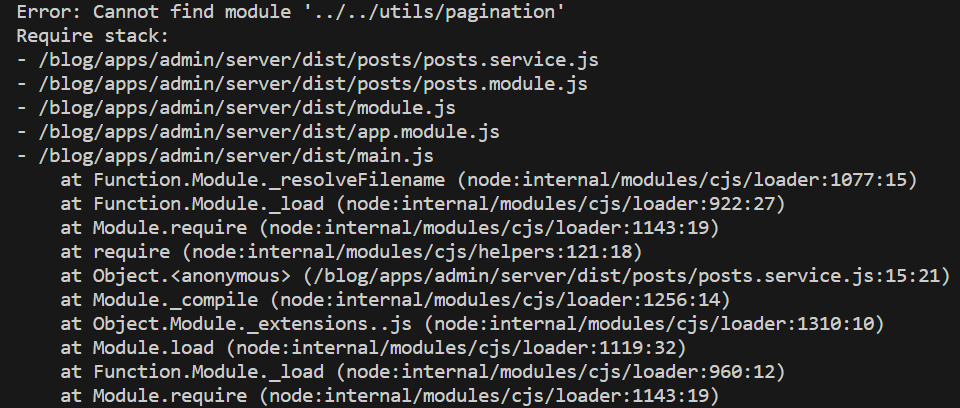 Error: Cannot find module '../../utils/pagination'
Require stack:
- /blog/apps/admin/server/dist/posts/posts.service.js
- /blog/apps/admin/server/dist/posts/posts.module.js
- /blog/apps/admin/server/dist/module.js
- /blog/apps/admin/server/dist/app.module.js
- /blog/apps/admin/server/dist/main.js
    at Function.Module._resolveFilename (node:internal/modules/cjs/loader:1077:15)
    at Function.Module._load (node:internal/modules/cjs/loader:922:27)
    at Module.require (node:internal/modules/cjs/loader:1143:19)
    at require (node:internal/modules/cjs/helpers:121:18)
    at Object.<anonymous> (/blog/apps/admin/server/dist/posts/posts.service.js:15:21)
    at Module._compile (node:internal/modules/cjs/loader:1256:14)
    at Object.Module._extensions..js (node:internal/modules/cjs/loader:1310:10)
    at Module.load (node:internal/modules/cjs/loader:1119:32)
    at Function.Module._load (node:internal/modules/cjs/loader:960:12)
    at Module.require (node:internal/modules/cjs/loader:1143:19)